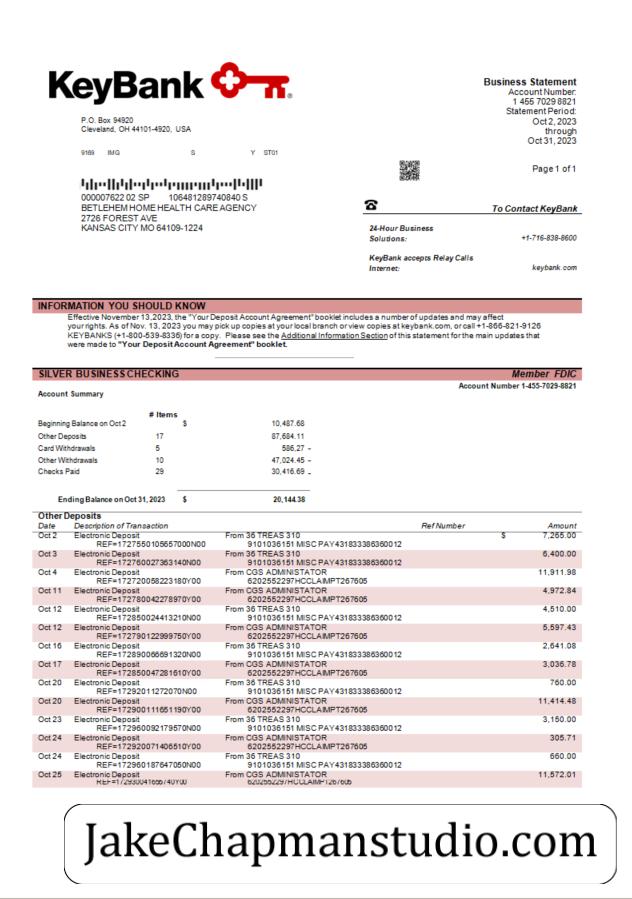 KeyBank
Business Statement
Account Number:
1 455 7029 8821
Statement Period:
Oct 2, 2023
through
Oct 31, 2023
P.O. Box 94920
Cleveland, OH 44101-4920, USA
9169 IMG S Y ST01
Page 1 of 1
000007622 02 SP 106481289740840 S
BETLEHEM HOME HEALTH CARE AGENCY
2726 FOREST AVE
KANSAS CITY MO 64109-1224
To Contact KeyBank
24-Hour Business
Solutions: +1-716-838-8600
KeyBank accepts Relay Calls
Internet: keybank.com
INFORMATION YOU SHOULD KNOW
Effective November 13,2023, the "Your Deposit Account Agreement" booklet includes a number of updates and may affect
your rights. As of Nov. 13, 2023 you may pick up copies at your local branch or view copies at keybank.com, or call +1-866-821-9126
KEYBANKS (+1-800-539-8336) for a copy. Please see the Additional Information Section of this statement for the main updates that
were made to "Your Deposit Account Agreement" booklet.
SILVER BUSINESS CHECKING Member FDIC
Account Number 1-455-7029-8821
Account Summary
# Items
Beginning Balance on Oct 2 $ 10,487.68
Other Deposits 17 87,684.11
Card Withdrawals 5 586,27 -
Other Withdrawals 10 47,024.45 -
Checks Paid 29 30,416.69 -
Ending Balance on Oct 31, 2023 $ 20,144.38
Other Deposits
Date Description of Transaction Ref Number Amount
Oct 2 Electronic Deposit From 36 TREAS 310 $ 7,265.00
REF=1727550105657000N00 9101036151 MISC PAY431833386360012
Oct 3 Electronic Deposit From 36 TREAS 310 6,400.00
REF=172760027363140N00 9101036151 MISC PAY431833386360012
Oct 4 Electronic Deposit From CGS ADMINISTATOR 11,911.98
REF=172720058223180Y00 6202552297HCCLAIMPT267605
Oct 11 Electronic Deposit From CGS ADMINISTATOR 4,972.84
REF=172780042278970Y00 6202552297HCCLAIMPT267605
Oct 12 Electronic Deposit From 36 TREAS 310 4,510.00
REF=172850024413210N00 9101036151 MISC PAY431833386360012
Oct 12 Electronic Deposit From CGS ADMINISTATOR 5,597.43
REF=172790122999750Y00 6202552297HCCLAIMPT267605
Oct 16 Electronic Deposit From 36 TREAS 310 2,641.08
REF=172890066691390N00 9101036151 MISC PAY431833386360012
Oct 17 Electronic Deposit From CGS ADMINISTATOR 3,036.78
REF=172850047281610Y00 6202552297HCCLAIMPT267605
Oct 20 Electronic Deposit From 36 TREAS 310 760.00
REF=17292011272070N00 9101036151 MISC PAY431833386360012
Oct 20 Electronic Deposit From CGS ADMINISTATOR 11,414.48
REF=172900111651190Y00 6202552297HCCLAIMPT267605
Oct 23 Electronic Deposit From 36 TREAS 310 3,150.00
REF=172960092179570N00 9101036151 MISC PAY431833386360012
Oct 24 Electronic Deposit From CGS ADMINISTATOR 305.71
REF=172920071406510Y00 6202552297HCCLAIMPT267605
Oct 24 Electronic Deposit From 36 TREAS 310 660.00
REF=172960187647050N00 9101036151 MISC PAY431833386360012
Oct 25 Electronic Deposit From CGS ADMINISTATOR 11,572.01
REF=172930041656740Y00 6202552297HCCLAIMPT267605
JakeChapmanstudio.com